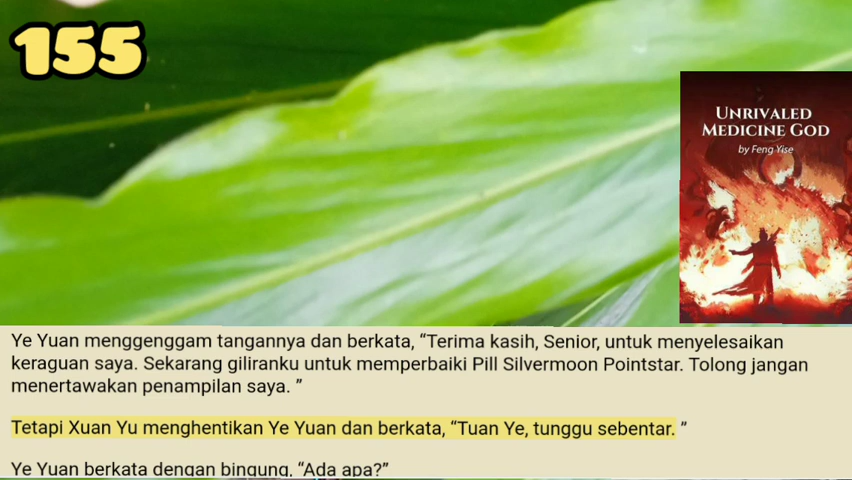 155
UNRIVALED
MEDICINE GOD
by Feng Yise
Ye Yuan menggenggam tangannya dan berkata, “Terima kasih, Senior, untuk menyelesaikan
keraguan saya. Sekarang giliranku untuk memperbaiki Pill Silvermoon Pointstar. Tolong jangan
menertawakan penampilan saya. ”
Tetapi Xuan Yu menghentikan Ye Yuan dan berkata, “Tuan Ye, tunggu sebentar. ”
Ye Yuan berkata dengan bingung, “Ada apa?”